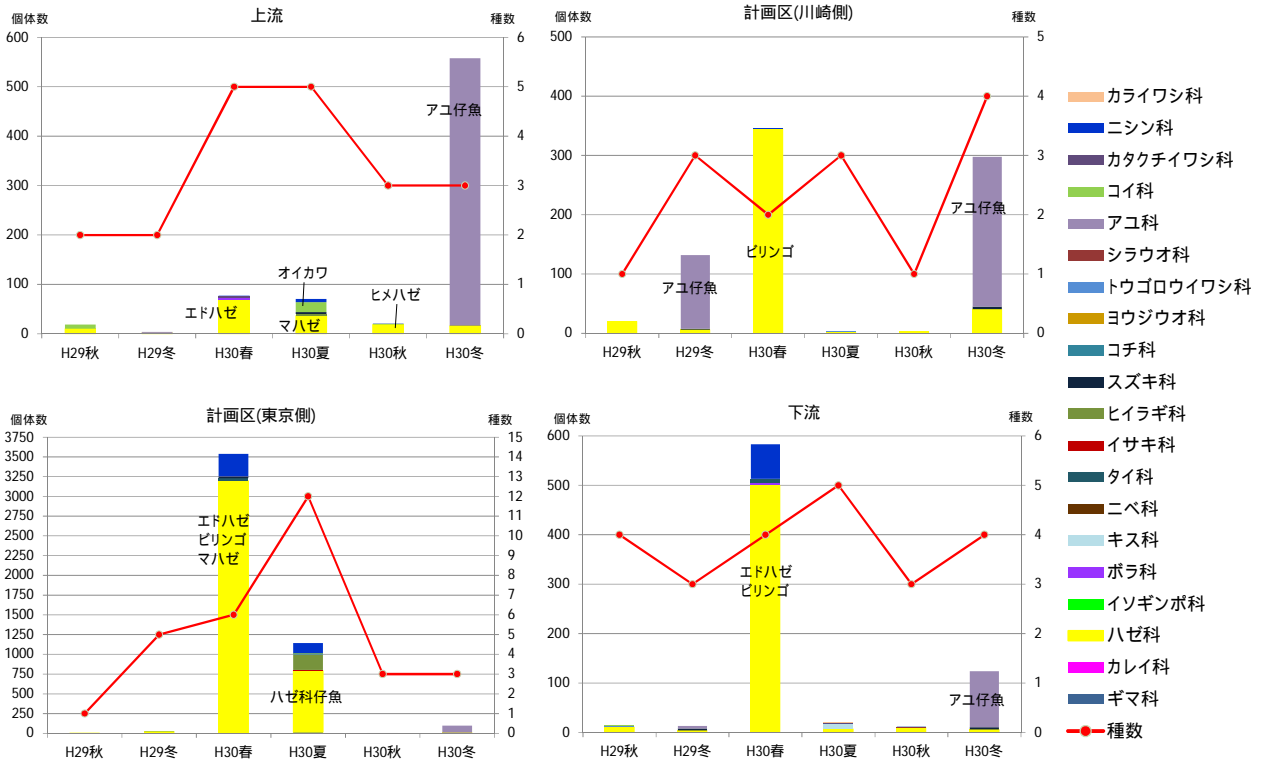 上流
個体数
種数
600
500
400
300
200
100
0
6
5
4
3
2
1
0
アユ仔魚
オイカワ
ヒメハゼ
エドハゼ
マハゼ
H29秋 H29冬 H30春 H30夏 H30秋 H30冬
計画区(川崎側)
個体数
種数
500
400
300
200
100
0
5
4
3
2
1
0
アユ仔魚
ビリンゴ
アユ仔魚
H29秋 H29冬 H30春 H30夏 H30秋 H30冬
計画区(東京側)
個体数
種数
3750
3500
3250
3000
2750
2500
2250
2000
1750
1500
1250
1000
750
500
250
0
15
14
13
12
11
10
9
8
7
6
5
4
3
2
1
0
エドハゼ
ビリンゴ
マハゼ
ハゼ科仔魚
H29秋 H29冬 H30春 H30夏 H30秋 H30冬
下流
個体数
種数
600
500
400
300
200
100
0
6
5
4
3
2
1
0
エドハゼ
ビリンゴ
アユ仔魚
H29秋 H29冬 H30春 H30夏 H30秋 H30冬
カライワシ科
ニシン科
カタクチイワシ科
コイ科
アユ科
シラウオ科
トウゴロウイワシ科
ヨウジウオ科
コチ科
スズキ科
ヒイラギ科
イサキ科
タイ科
ニベ科
キス科
ボラ科
イソギンポ科
ハゼ科
カレイ科
ギマ科
種数